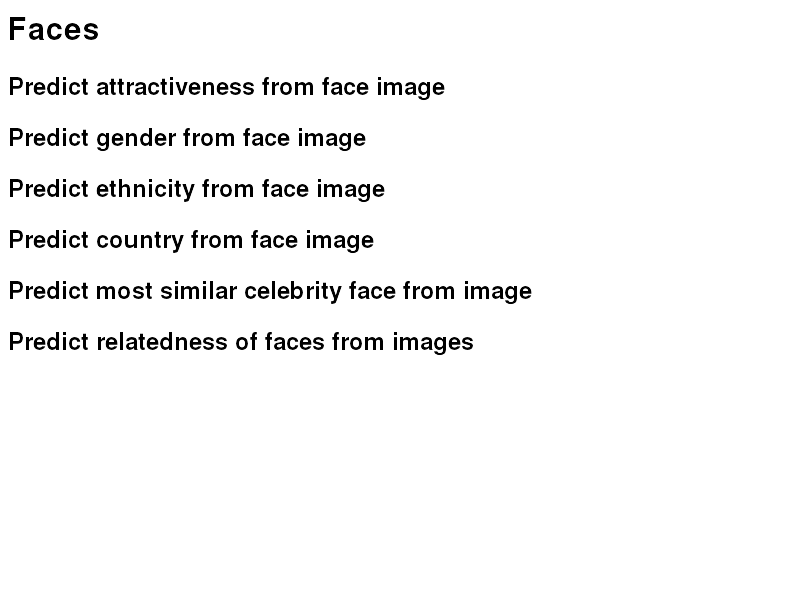 Faces
Predict attractiveness from face image
Predict gender from face image
Predict ethnicity from face image
Predict country from face image
Predict most similar celebrity face from image
Predict relatedness of faces from images